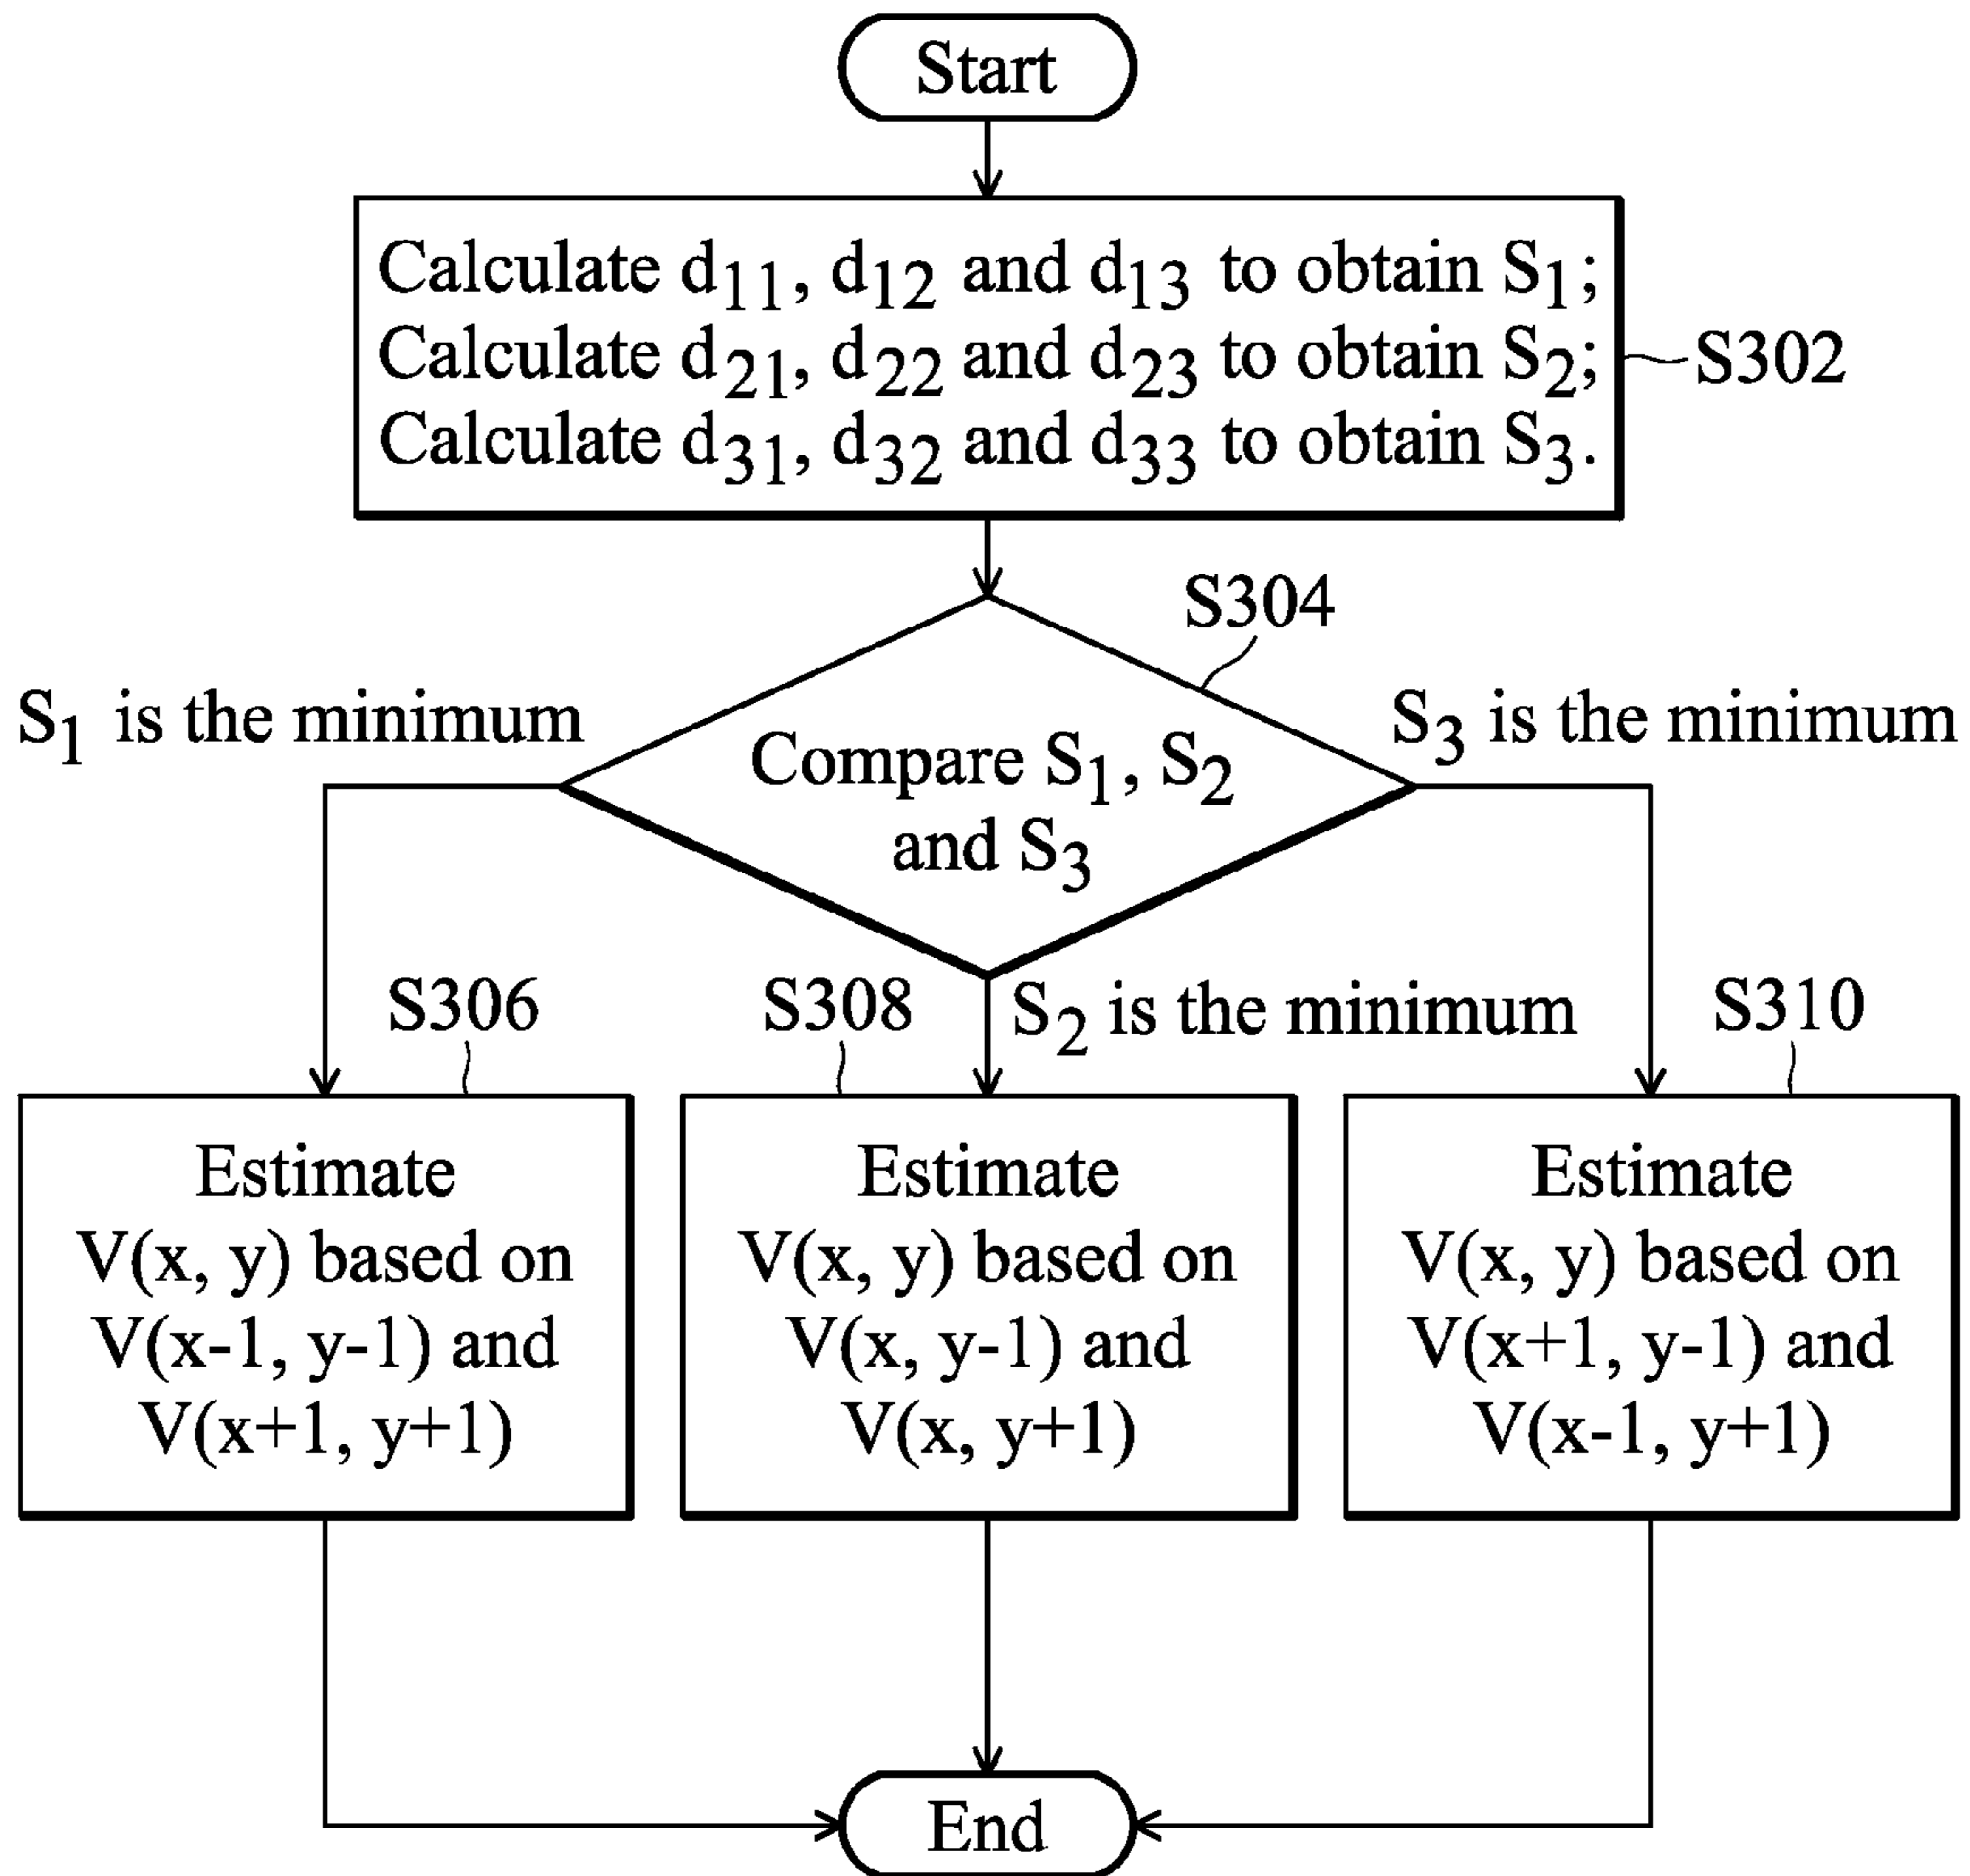 Start
Calculate d11, d12 and d13 to obtain S1;
Calculate d21, d22 and d23 to obtain S2;
Calculate d31, d32 and d33 to obtain S3.
S302
S304
S1 is the minimum
Compare S1, S2
and S3
S3 is the minimum
S306
S308
S2 is the minimum
S310
Estimate
V(x, y) based on
V(x-1, y-1) and
V(x+1, y+1)
Estimate
V(x, y) based on
V(x, y-1) and
V(x, y+1)
Estimate
V(x, y) based on
V(x+1, y-1) and
V(x-1, y+1)
End